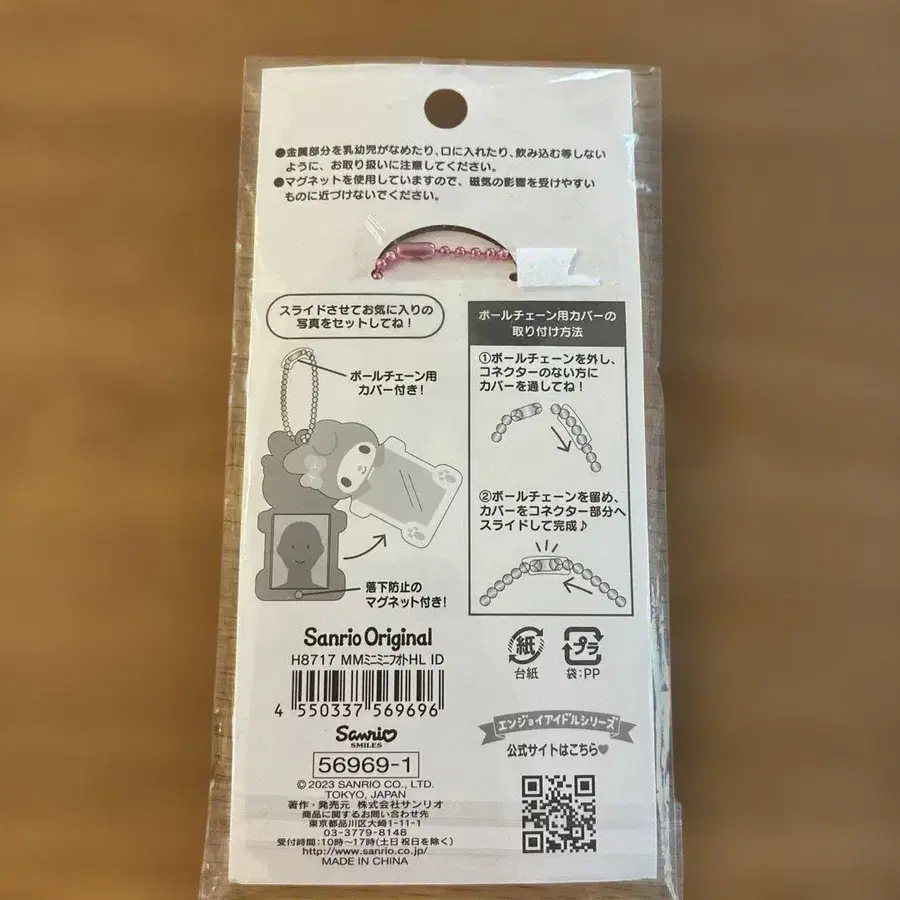 ●金属部分を乳幼児がなめたり、口に入れたり、飲み込む等しない
ように、お取り扱いに注意してください。
●マグネットを使用していますので、磁気の影響を受けやすい
ものに近づけないでください。
スライドさせてお気に入りの
写真をセットしてね!
ボールチェーン用
カバー付き!
落下防止の
マグネット付き!
ボールチェーン用カバーの
取り付け方法
①ボールチェーンを外し、
コネクターのない方に
カバーを通してね!
②ボールチェーンを留め、
カバーをコネクター部分へ
スライドして完成♪
Sanrio Original
H8717 MMミニミニフォトHL ID
4 550337 569696
Sanrio
SMILES
56969-1
© 2023 SANRIO CO., LTD.
TOKYO, JAPAN
著作・発売元 株式会社サンリオ
商品に関するお問い合わせ先
東京都品川区大崎1-11-1
03-3779-8148
受付時間:10時〜17時(土日祝日を除く)
http://www.sanrio.co.jp/
MADE IN CHINA
紙
台紙
プラ
袋:PP
エンジョイアイドルシリーズ
公式サイトはこちら♥